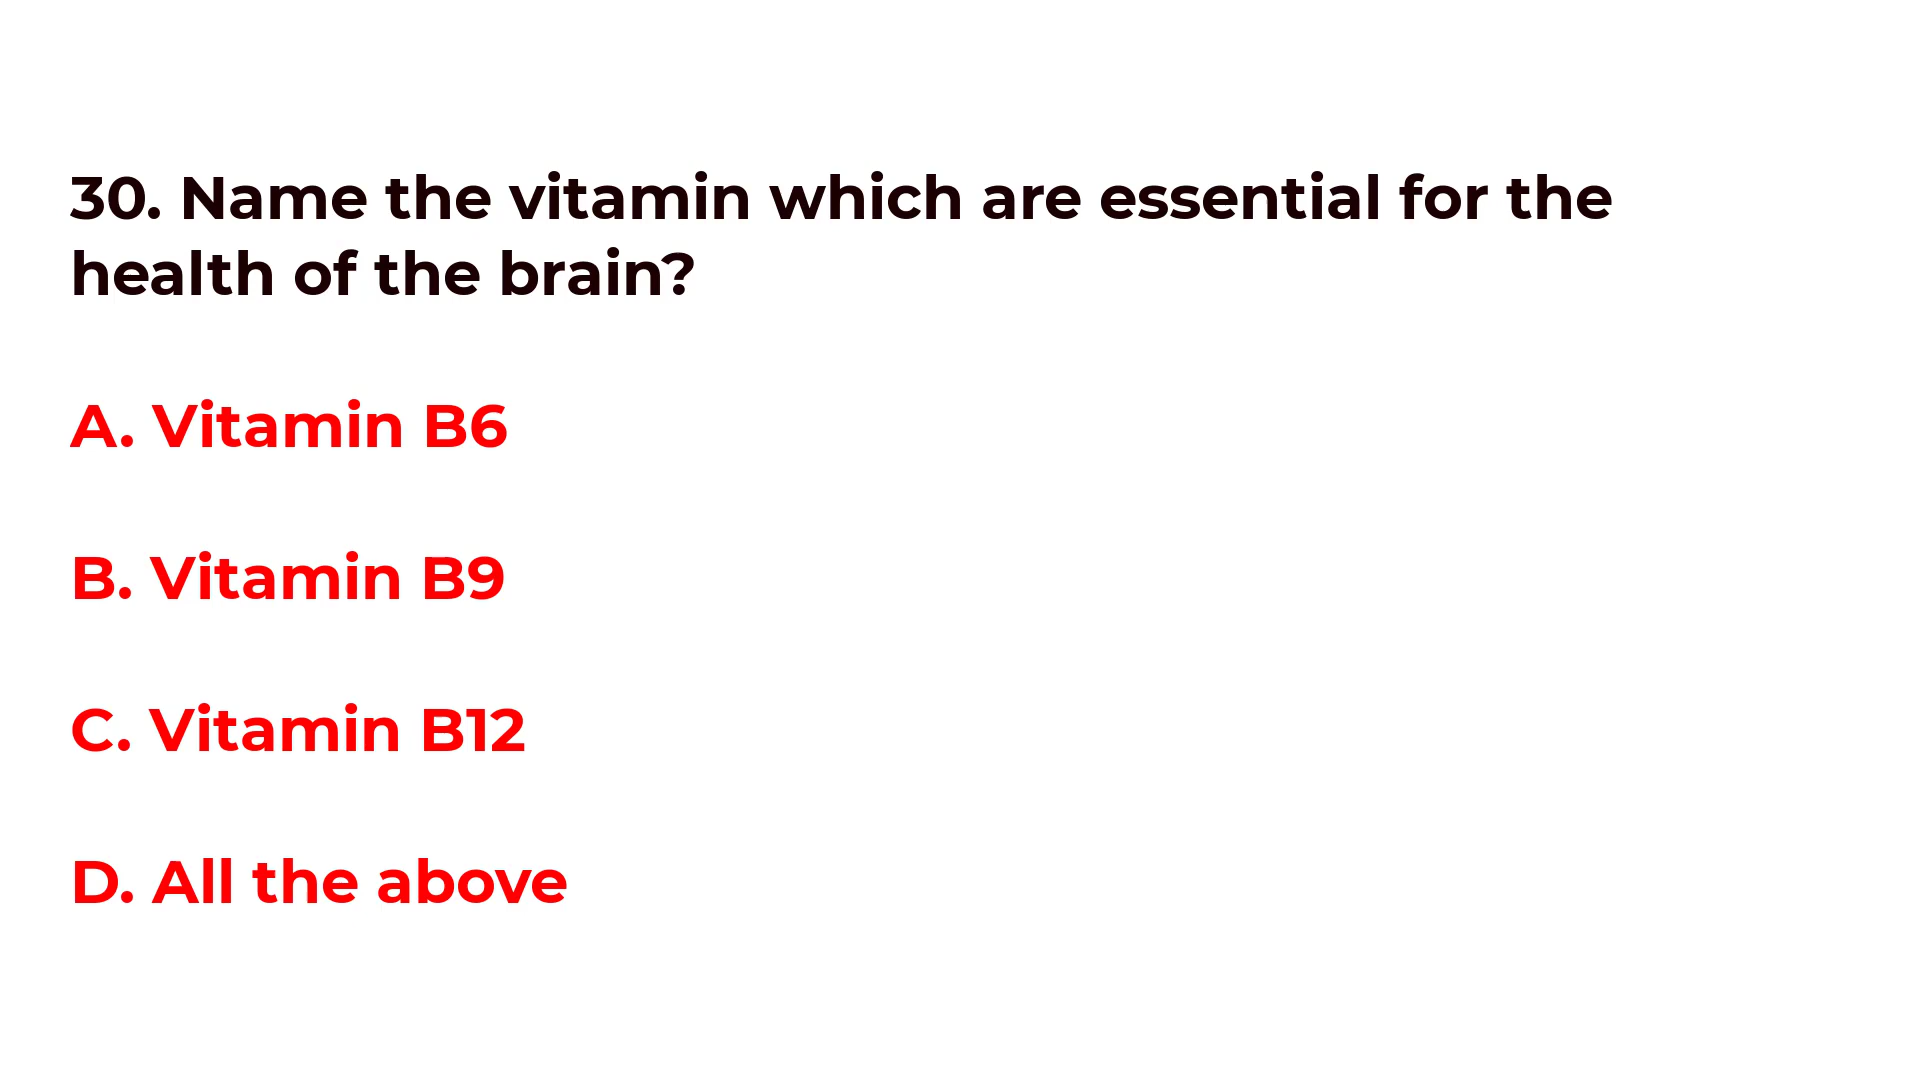 30. Name the vitamin which are essential for the
health of the brain?
A. Vitamin B6
B. Vitamin B9
C. Vitamin B12
D. All the above